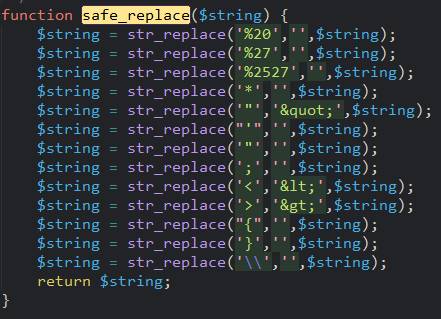 function safe_replace($string) {
    $string = str_replace('%20','',$string);
    $string = str_replace('%27','',$string);
    $string = str_replace('%2527','',$string);
    $string = str_replace('*','',$string);
    $string = str_replace('"','&quot;',$string);
    $string = str_replace("'",'',$string);
    $string = str_replace('"','',$string);
    $string = str_replace(';','',$string);
    $string = str_replace('<','&lt;',$string);
    $string = str_replace('>','&gt;',$string);
    $string = str_replace("{",'',$string);
    $string = str_replace('}','',$string);
    $string = str_replace('\\','',$string);
    return $string;
}